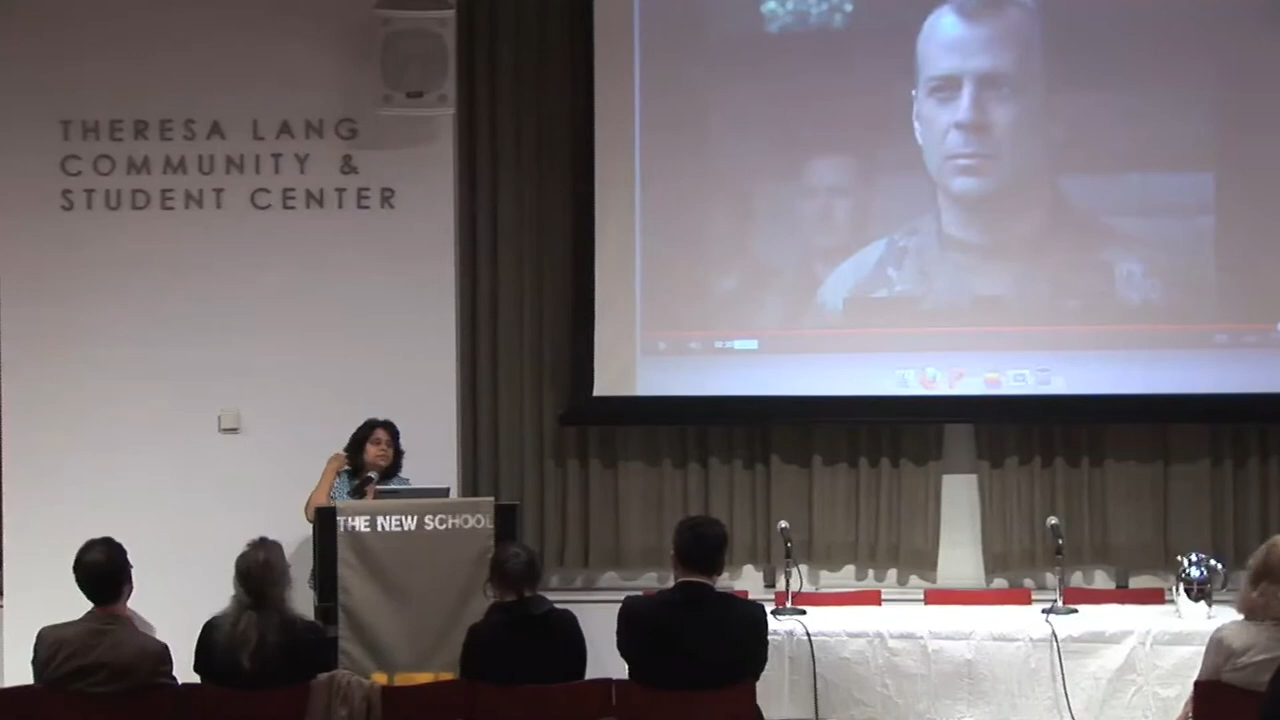 THERESA LANG
COMMUNITY &
STUDENT CENTER
THE NEW SCHOOL